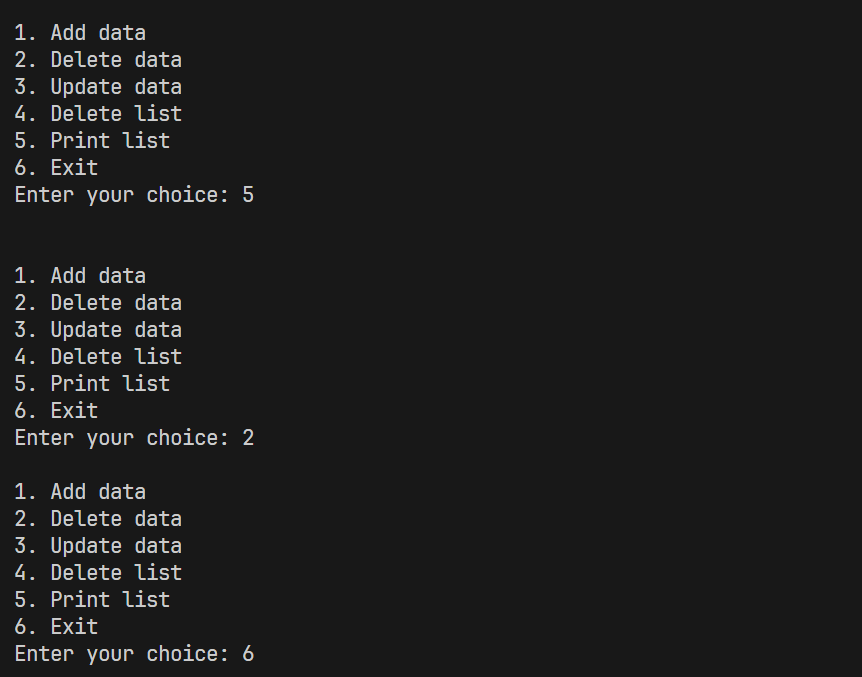 1. Add data
2. Delete data
3. Update data
4. Delete list
5. Print list
6. Exit
Enter your choice: 5
1. Add data
2. Delete data
3. Update data
4. Delete list
5. Print list
6. Exit
Enter your choice: 2
1. Add data
2. Delete data
3. Update data
4. Delete list
5. Print list
6. Exit
Enter your choice: 6